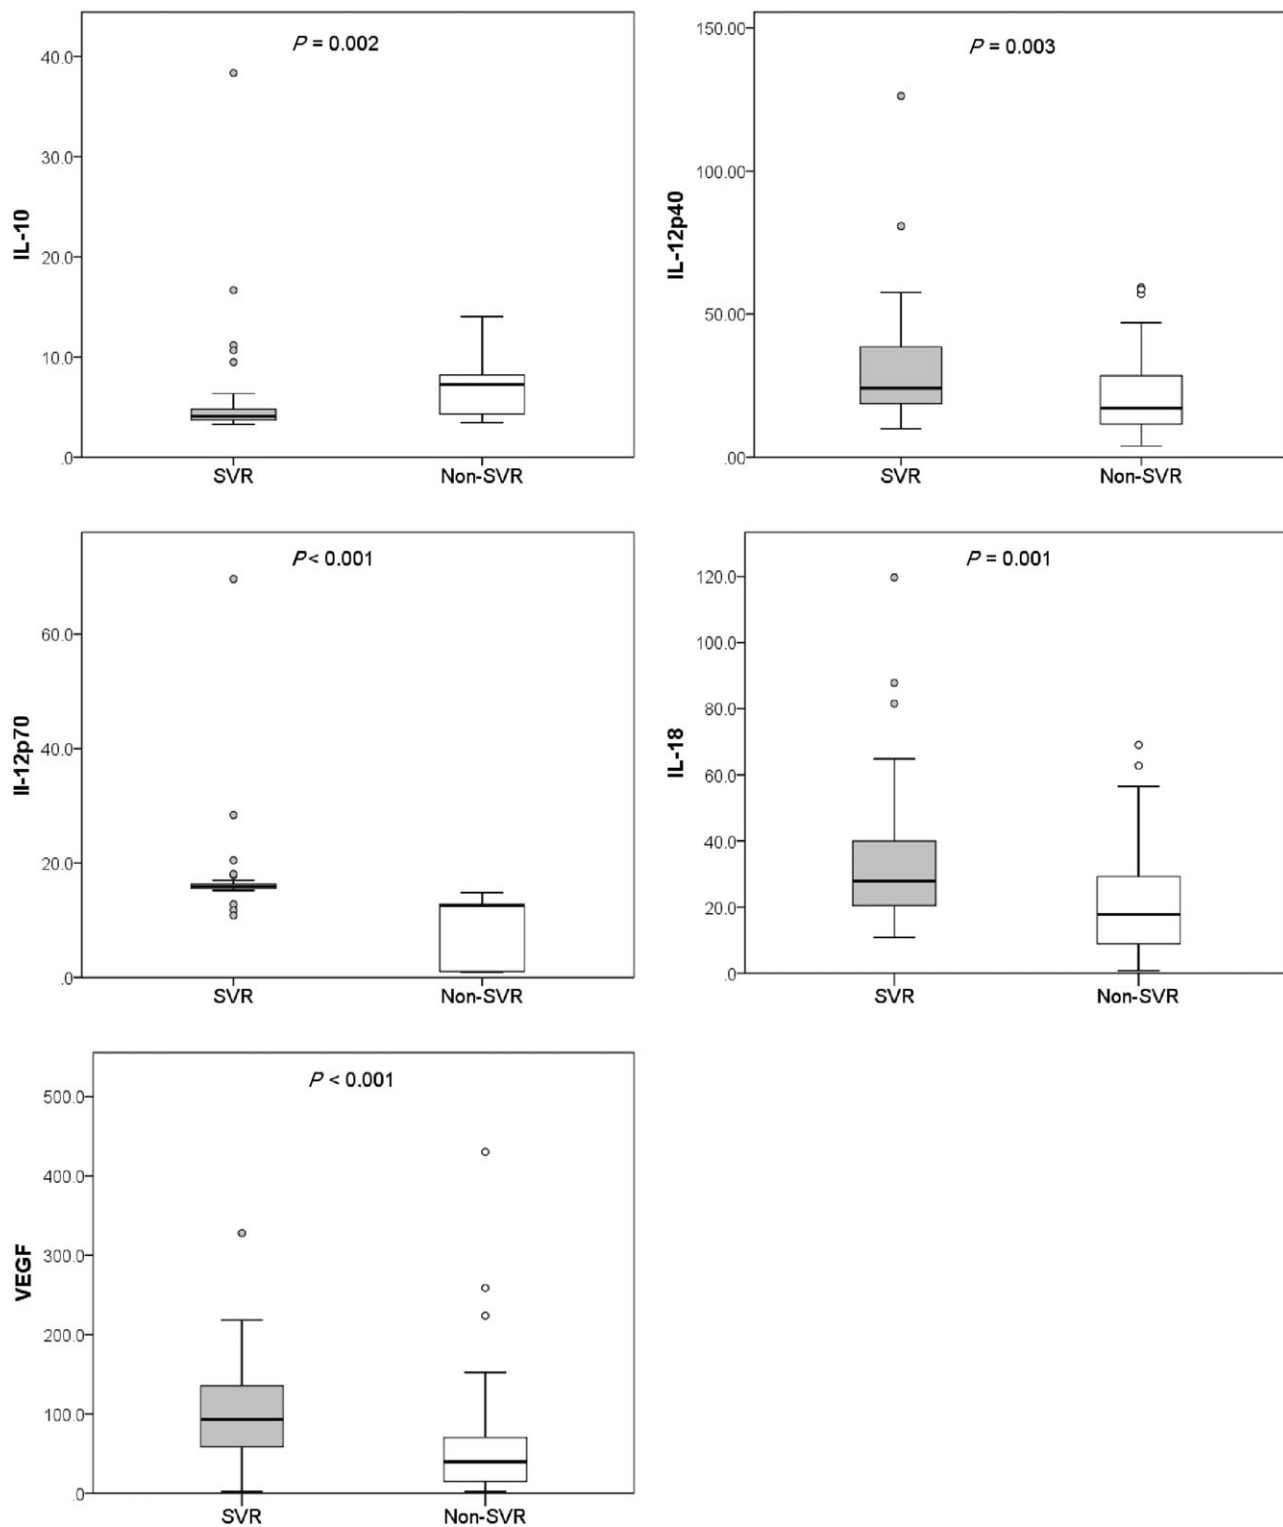 P = 0.002
40.0
30.0
20.0
10.0
.0
IL-10
SVR
Non-SVR
P = 0.003
150.00
100.00
50.00
.00
IL-12p40
SVR
Non-SVR
P < 0.001
60.0
40.0
20.0
.0
Il-12p70
SVR
Non-SVR
P = 0.001
120.0
100.0
80.0
60.0
40.0
20.0
.0
IL-18
SVR
Non-SVR
P < 0.001
500.0
400.0
300.0
200.0
100.0
.0
VEGF
SVR
Non-SVR